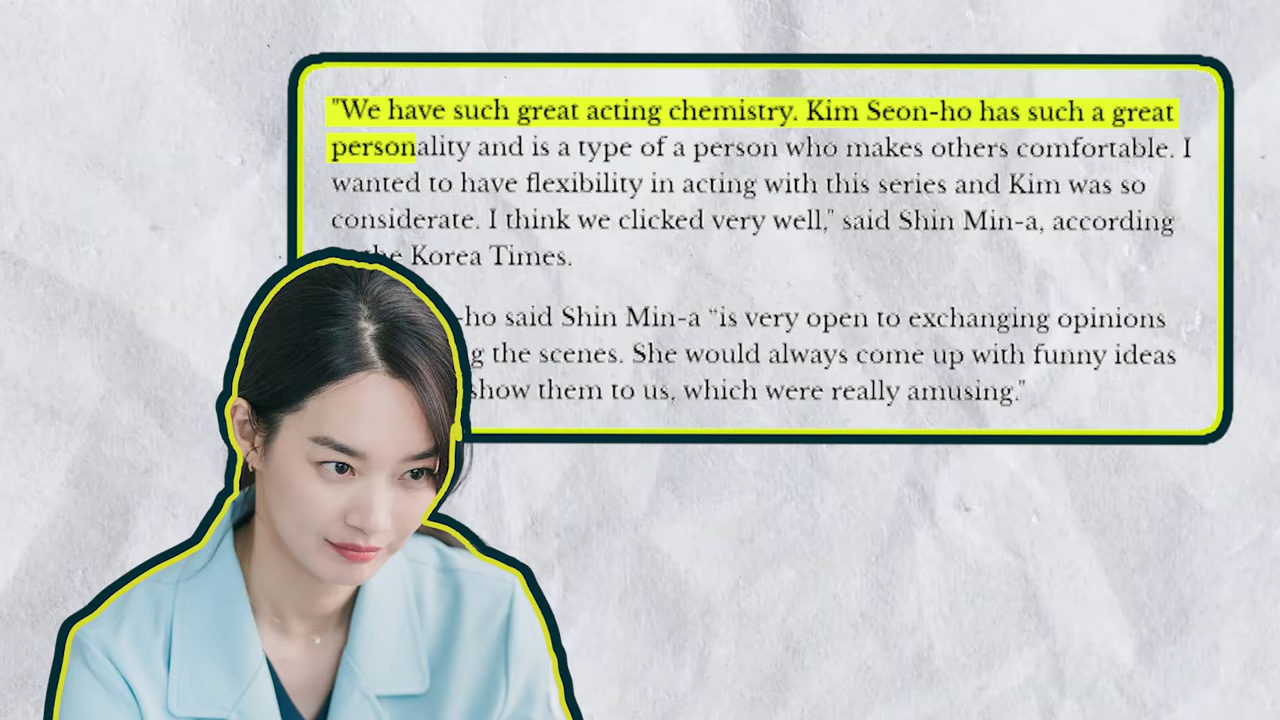 "We have such great acting chemistry. Kim Seon-ho has such a great
personality and is a type of a person who makes others comfortable. I
wanted to have flexibility in acting with this series and Kim was so
considerate. I think we clicked very well," said Shin Min-a, according
Korea Times.
-ho said Shin Min-a “is very open to exchanging opinions
the scenes. She would always come up with funny ideas
show them to us, which were really amusing."